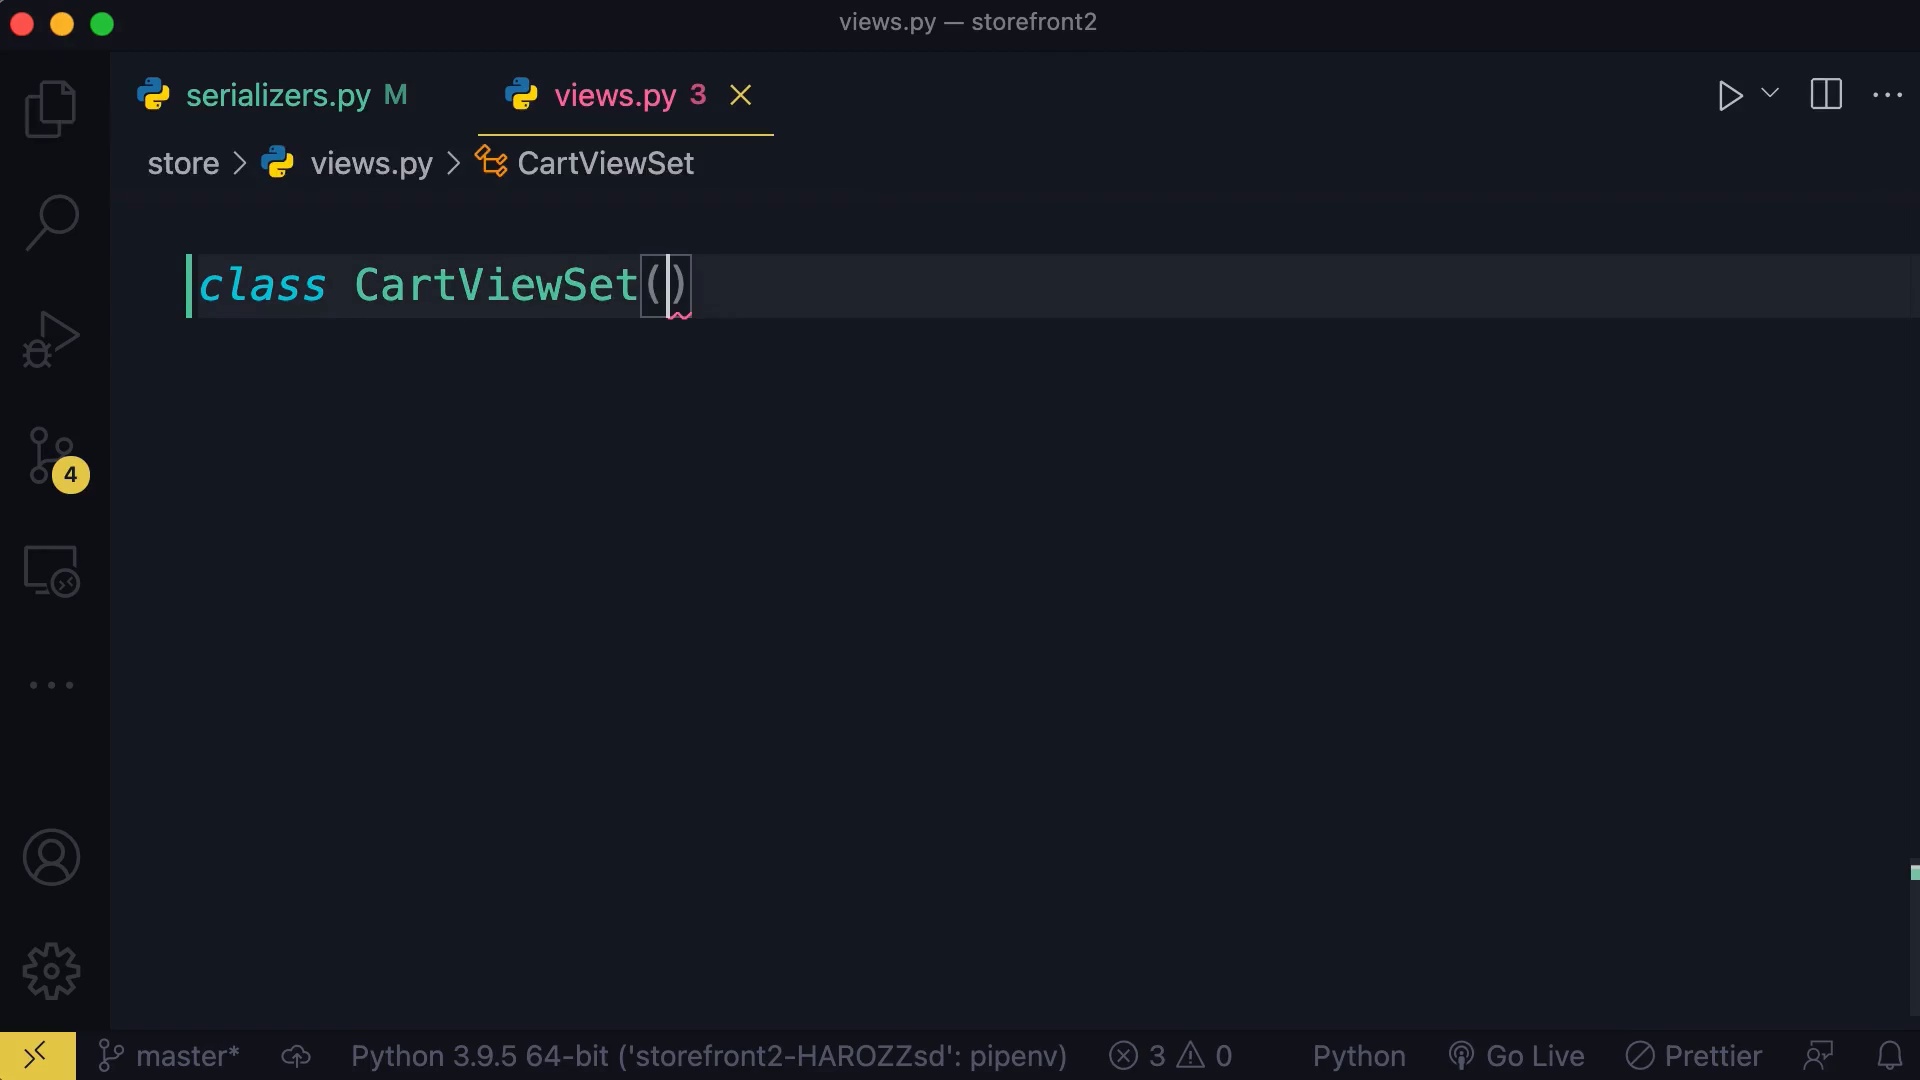 views.py — storefront2
serializers.py M
views.py 3
store > views.py > CartViewSet
class CartViewSet()
4
master*
Python 3.9.5 64-bit ('storefront2-HAROZZsd': pipenv)
3
0
Python
Go Live
Prettier